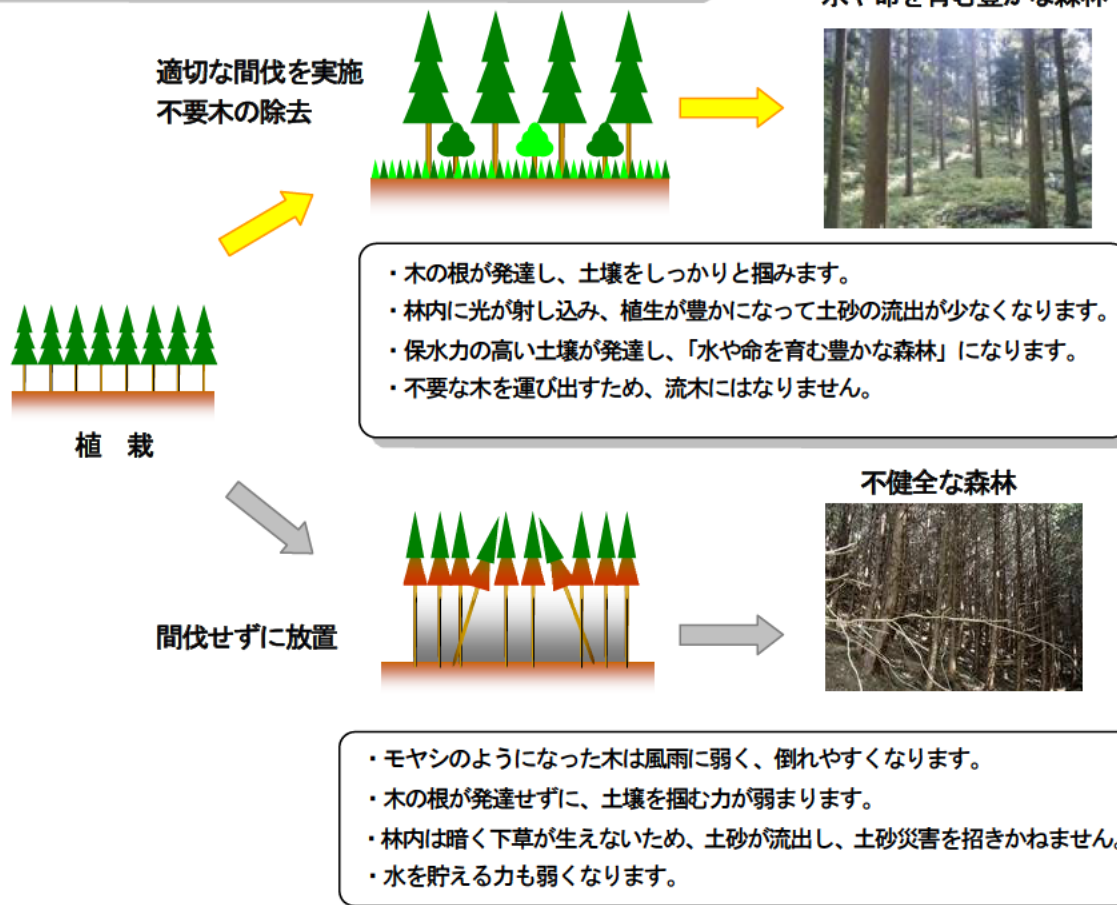 適切な間伐を実施
不要木の除去
・木の根が発達し、土壌をしっかりと掴みます。
・林内に光が射し込み、植生が豊かになって土砂の流出が少なくなります。
・保水力の高い土壌が発達し、「水や命を育む豊かな森林」になります。
・不要な木を運び出すため、流木にはなりません。
植 栽
不健全な森林
間伐せずに放置
・モヤシのようになった木は風雨に弱く、倒れやすくなります。
・木の根が発達せずに、土壌を掴む力が弱まります。
・林内は暗く下草が生えないため、土砂が流出し、土砂災害を招きかねません。
・水を貯える力も弱くなります。